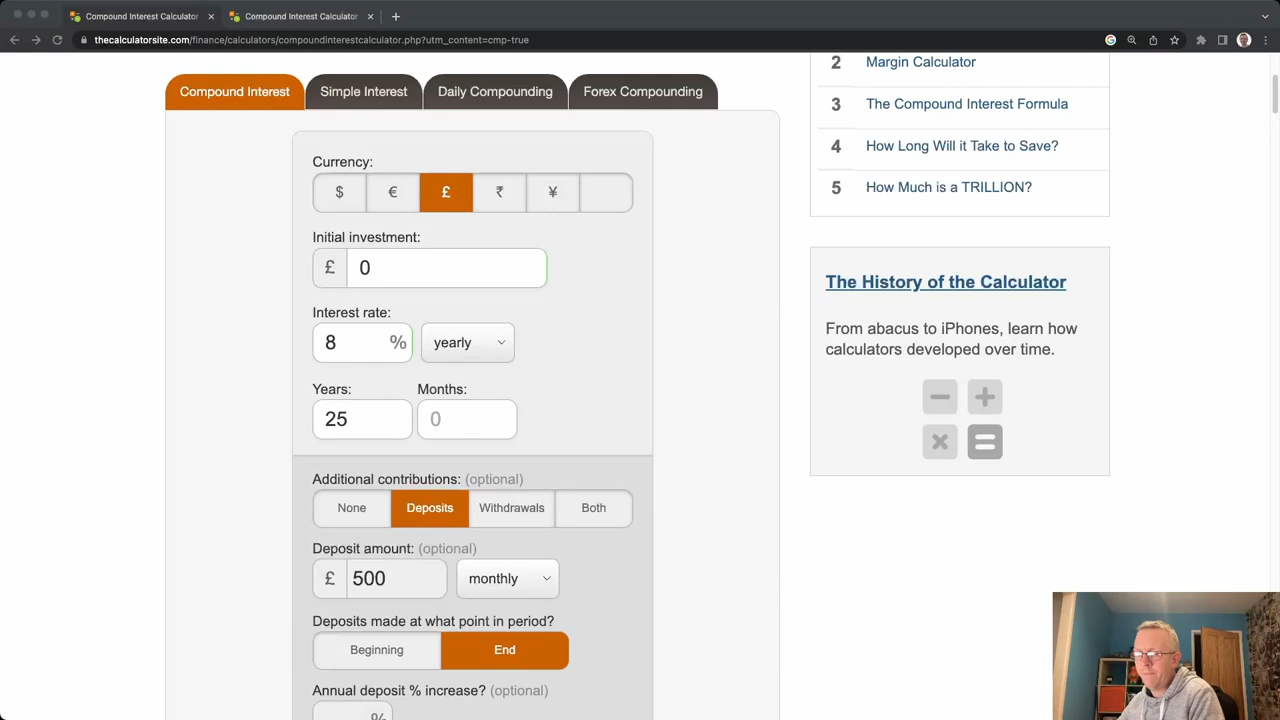 Compound Interest Calculator
Compound Interest Calculator
thecalculatorsite.com/finance/calculators/compoundinterestcalculator.php?utm_content=cmp-true
Compound Interest
Simple Interest
Daily Compounding
Forex Compounding
Currency:
$ € £ ₹ ¥
Initial investment:
£ 0
Interest rate:
8 % yearly
Years: Months:
25 0
Additional contributions: (optional)
None Deposits Withdrawals Both
Deposit amount: (optional)
£ 500 monthly
Deposits made at what point in period?
Beginning End
Annual deposit % increase? (optional)
%
2 Margin Calculator
3 The Compound Interest Formula
4 How Long Will it Take to Save?
5 How Much is a TRILLION?
The History of the Calculator
From abacus to iPhones, learn how
calculators developed over time.